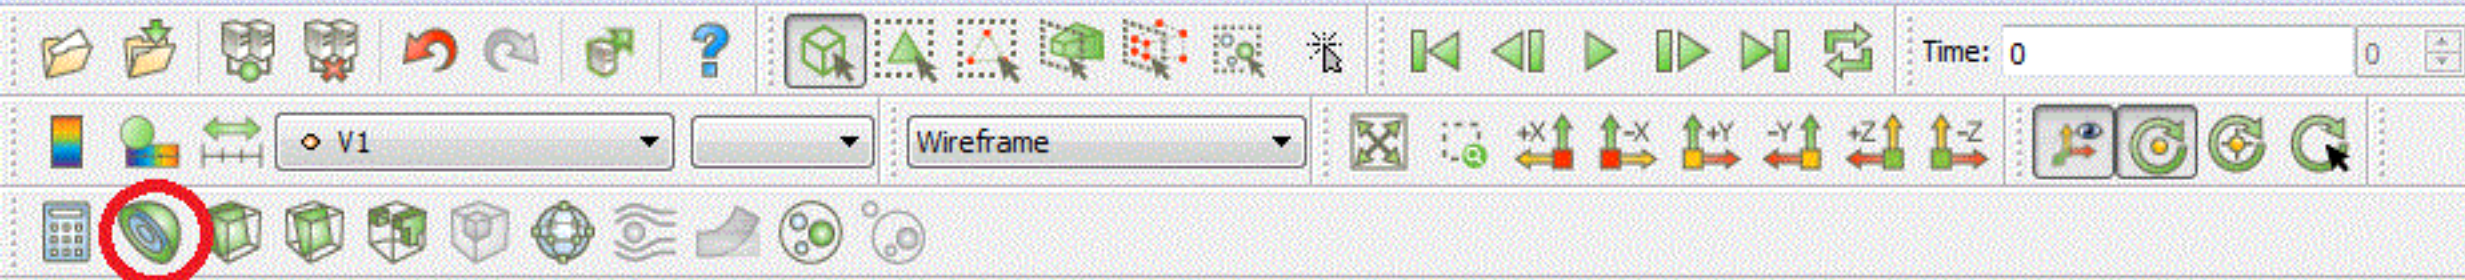 Time: 0 0
V1 Wireframe +X -X +Y -Y +Z -Z